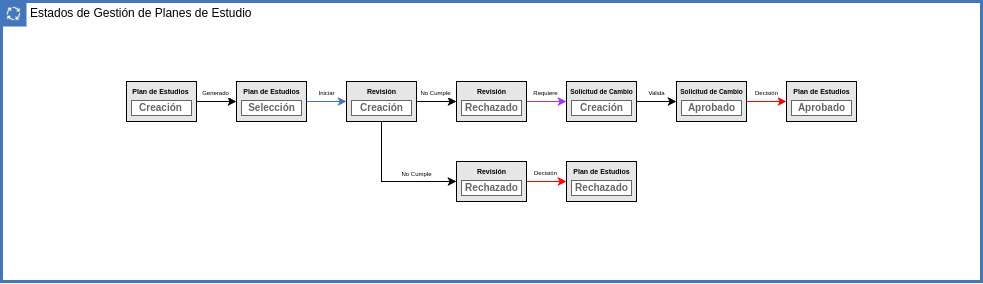 Estados de Gestión de Planes de Estudio
Plan de Estudios
Creación
Generado
Plan de Estudios
Selección
Iniciar
Revisión
Creación
No Cumple
Revisión
Rechazado
Requiere
Solicitud de Cambio
Creación
Valida
Solicitud de Cambio
Aprobado
Decisión
Plan de Estudios
Aprobado
No Cumple
Revisión
Rechazado
Decisión
Plan de Estudios
Rechazado